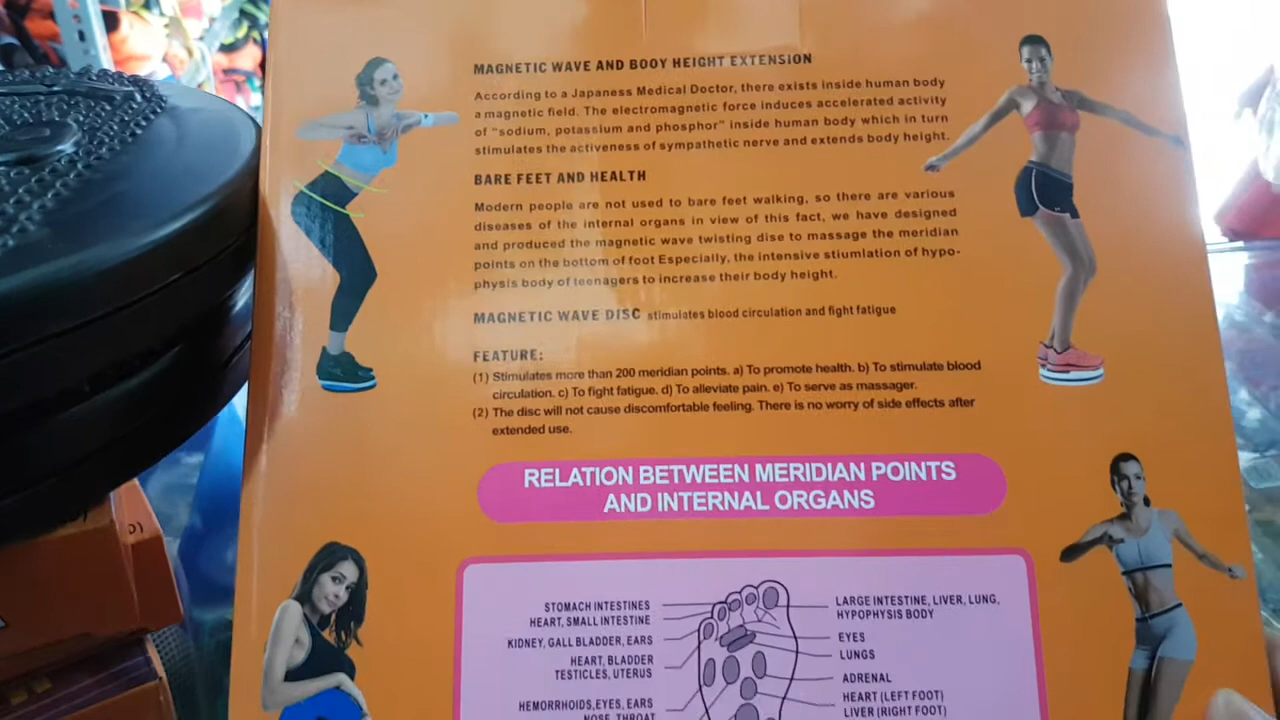 MAGNETIC WAVE AND BOOY HEIGHT EXTENSION
According to a Japaness Medical Doctor, there exists inside human body
a magnetic field. The electromagnetic force induces accelerated activity
of "sodium, potassium and phosphor" inside human body which in turn
stimulates the activeness of sympathetic nerve and extends body height.
BARE FEET AND HEALTH
Modern people are not used to bare feet walking, so there are various
diseases of the internal organs in view of this fact, we have designed
and produced the magnetic wave twisting dise to massage the meridian
points on the bottom of foot Especially, the intensive stiumlation of hypo-
physis body of teenagers to increase their body height.
MAGNETIC WAVE DISC stimulates blood circulation and fight fatigue
FEATURE:
(1) Stimulates more than 200 meridian points. a) To promote health. b) To stimulate blood
circulation. c) To fight fatigue. d) To alleviate pain. e) To serve as massager.
(2) The disc will not cause discomfortable feeling. There is no worry of side effects after
extended use.
RELATION BETWEEN MERIDIAN POINTS
AND INTERNAL ORGANS
STOMACH INTESTINES
HEART, SMALL INTESTINE
KIDNEY, GALL BLADDER, EARS
HEART, BLADDER
TESTICLES, UTERUS
HEMORRHOIDS,EYES, EARS
NOSE, THROAT
LARGE INTESTINE, LIVER, LUNG,
HYPOPHYSIS BODY
EYES
LUNGS
ADRENAL
HEART (LEFT FOOT)
LIVER (RIGHT FOOT)